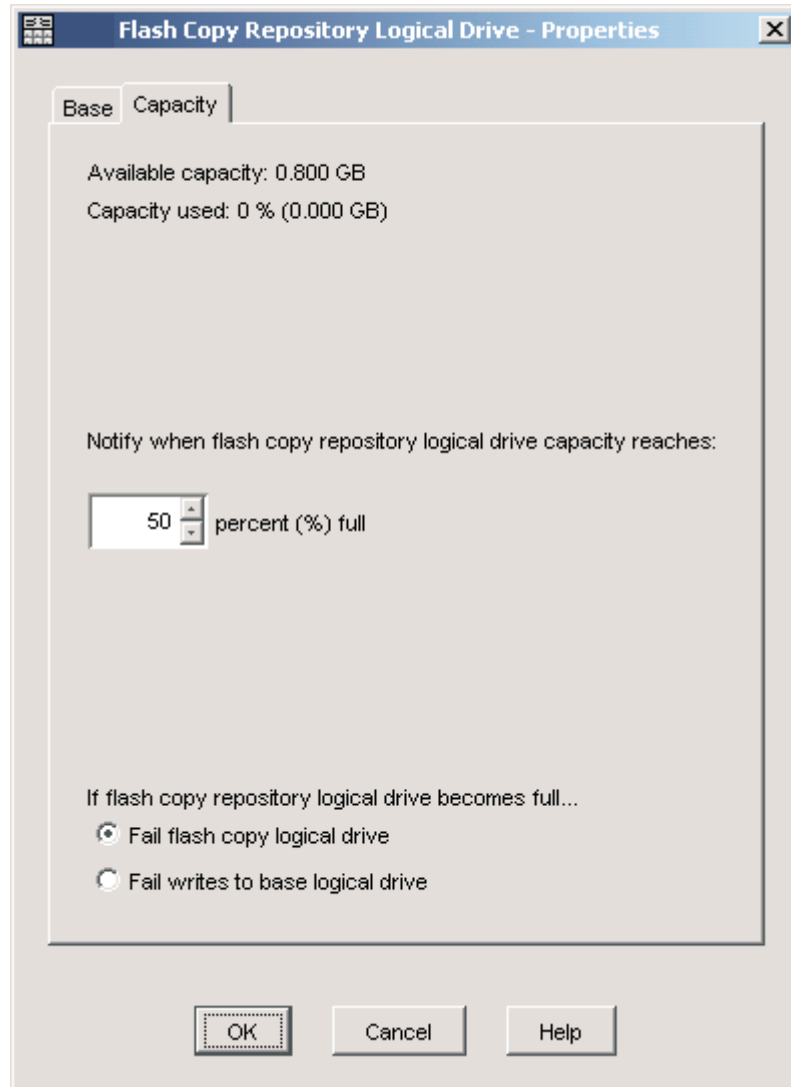 Flash Copy Repository Logical Drive - Properties
Base Capacity
Available capacity: 0.800 GB
Capacity used: 0 % (0.000 GB)
Notify when flash copy repository logical drive capacity reaches:
50 percent (%) full
If flash copy repository logical drive becomes full...
Fail flash copy logical drive
Fail writes to base logical drive
OK Cancel Help